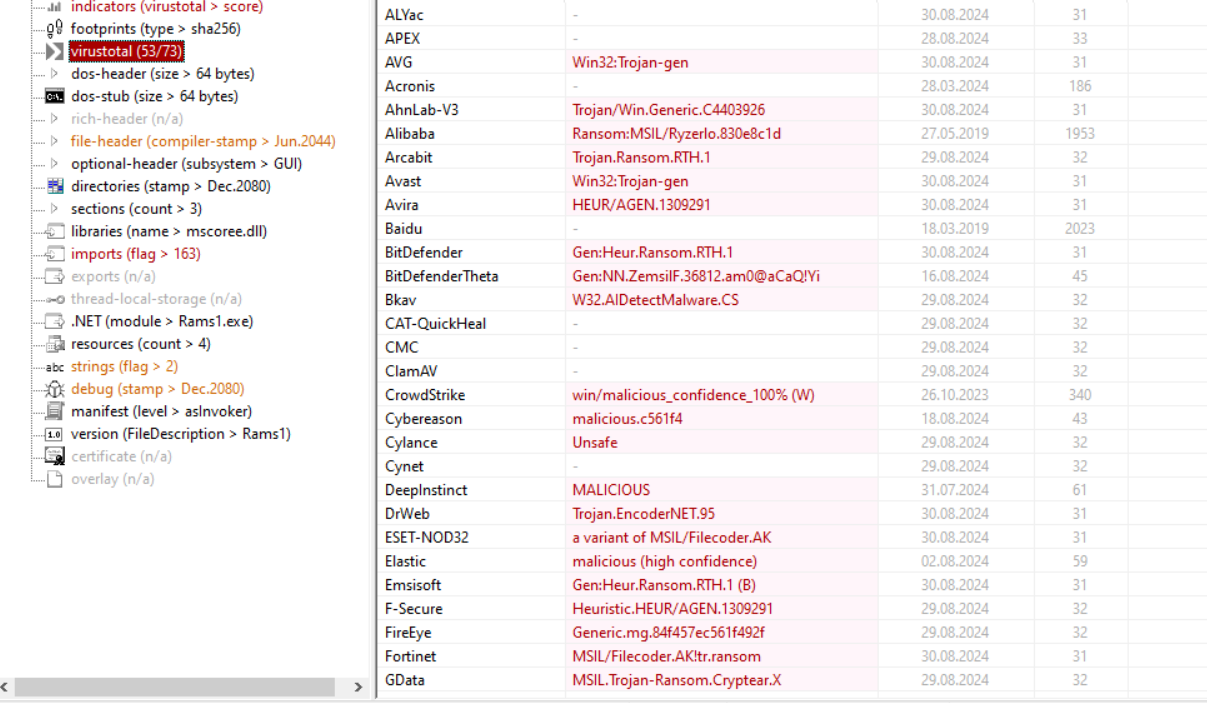 indicators (virustotal > score)
footprints (type > sha256)
virustotal (53/73)
dos-header (size > 64 bytes)
dos-stub (size > 64 bytes)
rich-header (n/a)
file-header (compiler-stamp > Jun.2044)
optional-header (subsystem > GUI)
directories (stamp > Dec.2080)
sections (count > 3)
libraries (name > mscoree.dll)
imports (flag > 163)
exports (n/a)
thread-local-storage (n/a)
.NET (module > Rams1.exe)
resources (count > 4)
abc strings (flag > 2)
debug (stamp > Dec.2080)
manifest (level > asInvoker)
1.0 version (FileDescription > Rams1)
certificate (n/a)
overlay (n/a)
ALYac - 30.08.2024 31
APEX - 28.08.2024 33
AVG Win32:Trojan-gen 30.08.2024 31
Acronis - 28.03.2024 186
AhnLab-V3 Trojan/Win.Generic.C4403926 30.08.2024 31
Alibaba Ransom:MSIL/Ryzerlo.830e8c1d 27.05.2019 1953
Arcabit Trojan.Ransom.RTH.1 29.08.2024 32
Avast Win32:Trojan-gen 30.08.2024 31
Avira HEUR/AGEN.1309291 30.08.2024 31
Baidu - 18.03.2019 2023
BitDefender Gen:Heur.Ransom.RTH.1 30.08.2024 31
BitDefenderTheta Gen:NN.ZemsilF.36812.am0@aCaQ!Yi 16.08.2024 45
Bkav W32.AIDetectMalware.CS 29.08.2024 32
CAT-QuickHeal - 29.08.2024 32
CMC - 29.08.2024 32
ClamAV - 29.08.2024 32
CrowdStrike win/malicious_confidence_100% (W) 26.10.2023 340
Cybereason malicious.c561f4 18.08.2024 43
Cylance Unsafe 29.08.2024 32
Cynet - 29.08.2024 32
DeepInstinct MALICIOUS 31.07.2024 61
DrWeb Trojan.EncoderNET.95 30.08.2024 31
ESET-NOD32 a variant of MSIL/Filecoder.AK 30.08.2024 31
Elastic malicious (high confidence) 02.08.2024 59
Emsisoft Gen:Heur.Ransom.RTH.1 (B) 30.08.2024 31
F-Secure Heuristic.HEUR/AGEN.1309291 29.08.2024 32
FireEye Generic.mg.84f457ec561f492f 29.08.2024 32
Fortinet MSIL/Filecoder.AK!tr.ransom 30.08.2024 31
GData MSIL.Trojan-Ransom.Cryptear.X 29.08.2024 32